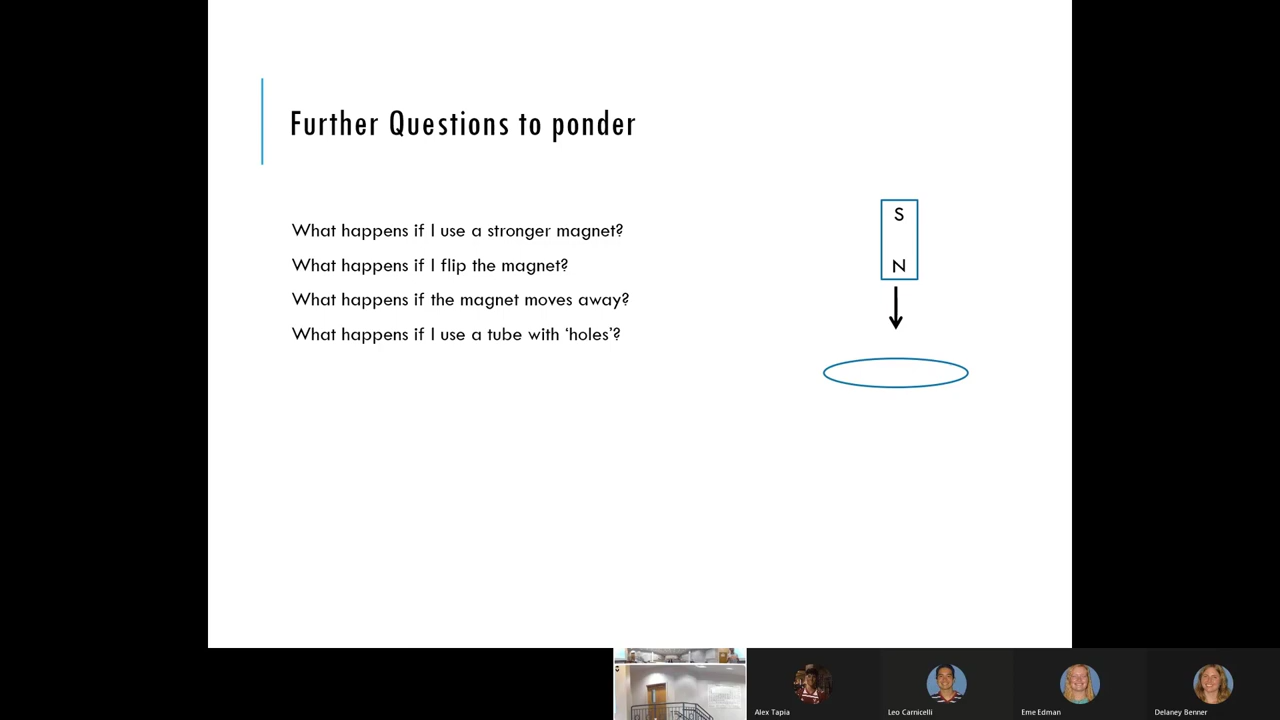 Further Questions to ponder
What happens if I use a stronger magnet?
What happens if I flip the magnet?
What happens if the magnet moves away?
What happens if I use a tube with ‘holes’?
S
N
Alex Tapia
Leo Carnicelli
Eme Edman
Delaney Benner